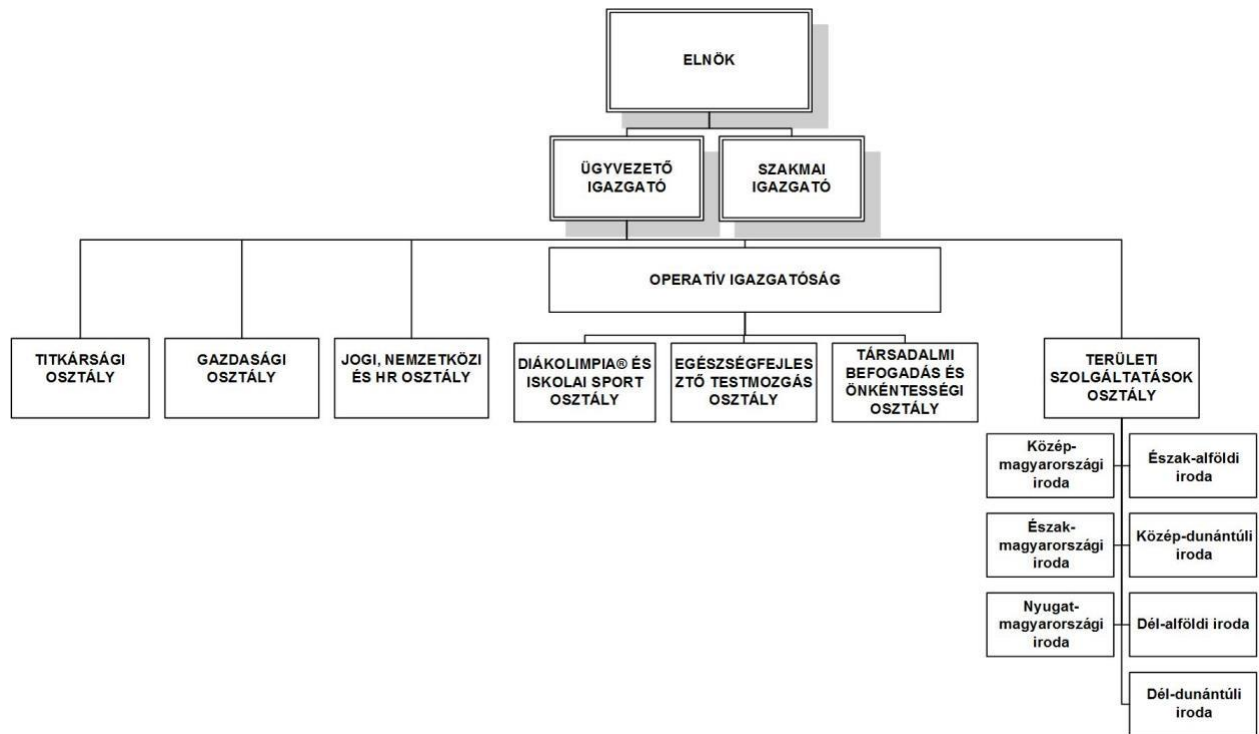 ELNÖK
ÜGYVEZETŐ
IGAZGATÓ
SZAKMAI
IGAZGATÓ
OPERATÍV IGAZGATÓSÁG
TITKÁRSÁGI
OSZTÁLY
GAZDASÁGI
OSZTÁLY
JOGI, NEMZETKÖZI
ÉS HR OSZTÁLY
DIÁKOLIMPIA® ÉS
ISKOLAI SPORT
OSZTÁLY
EGÉSZSÉGFEJLES
ZTŐ TESTMOZGÁS
OSZTÁLY
TÁRSADALMI
BEFOGADÁS ÉS
ÖNKÉNTESSÉGI
OSZTÁLY
TERÜLETI
SZOLGÁLTATÁSOK
OSZTÁLY
Közép-
magyarországi
iroda
Észak-alföldi
iroda
Észak-
magyarországi
iroda
Közép-dunántúli
iroda
Nyugat-
magyarországi
iroda
Dél-alföldi iroda
Dél-dunántúli
iroda